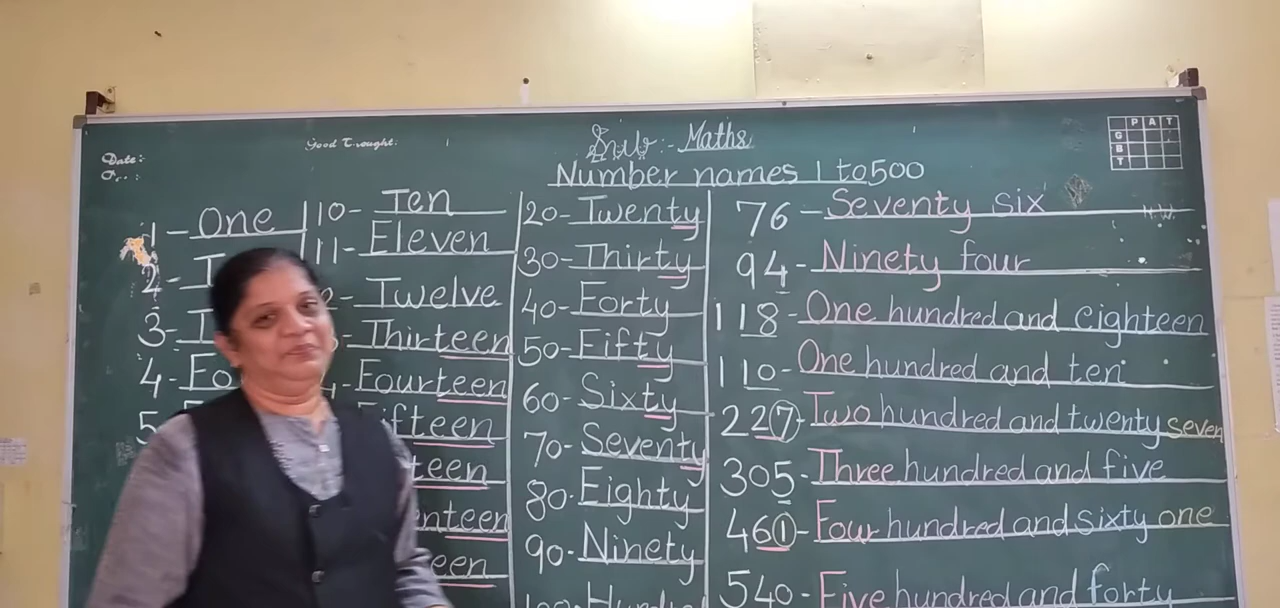 Good Trought:
Date:-
Sub:- Maths
P A T
G
B
T
Number names 1 to 500
H.W.
1 - One
2 -
3 -
4 - Fo
5
10 - Ten
11 - Eleven
Twelve
Thirteen
Fourteen
Fifteen
teen
nteen
een
20 - Twenty
30 - Thirty
40 - Forty
50 - Fifty
60 - Sixty
70 - Seventy
80 - Eighty
90 - Ninety
76 - Seventy six
94 - Ninety four
118 - One hundred and eighteen
110 - One hundred and ten
227 - Two hundred and twenty seven
305 - Three hundred and five
461 - Four hundred and sixty one
540 - Five hundred and forty